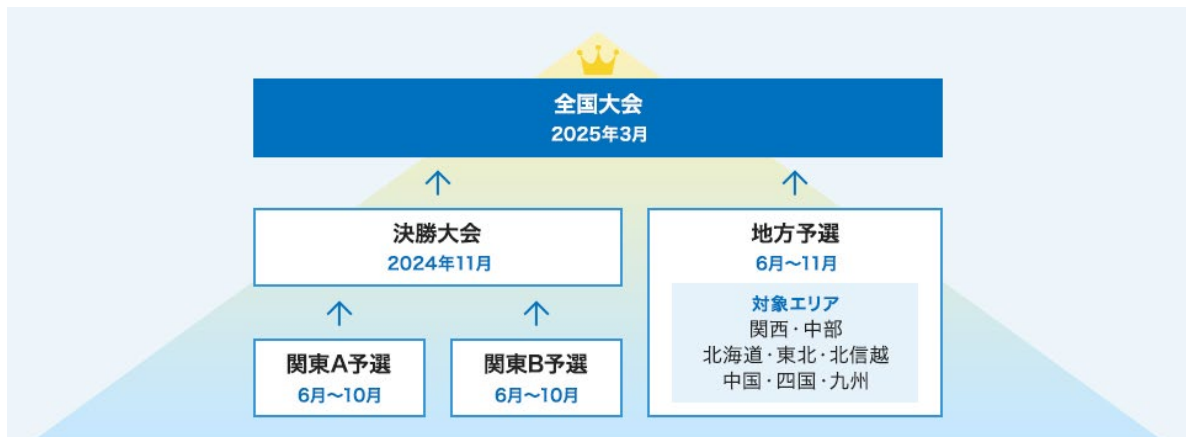 全国大会
2025年3月
決勝大会
2024年11月
関東A予選
6月〜10月
関東B予選
6月〜10月
地方予選
6月〜11月
対象エリア
関西・中部
北海道・東北・北信越
中国・四国・九州